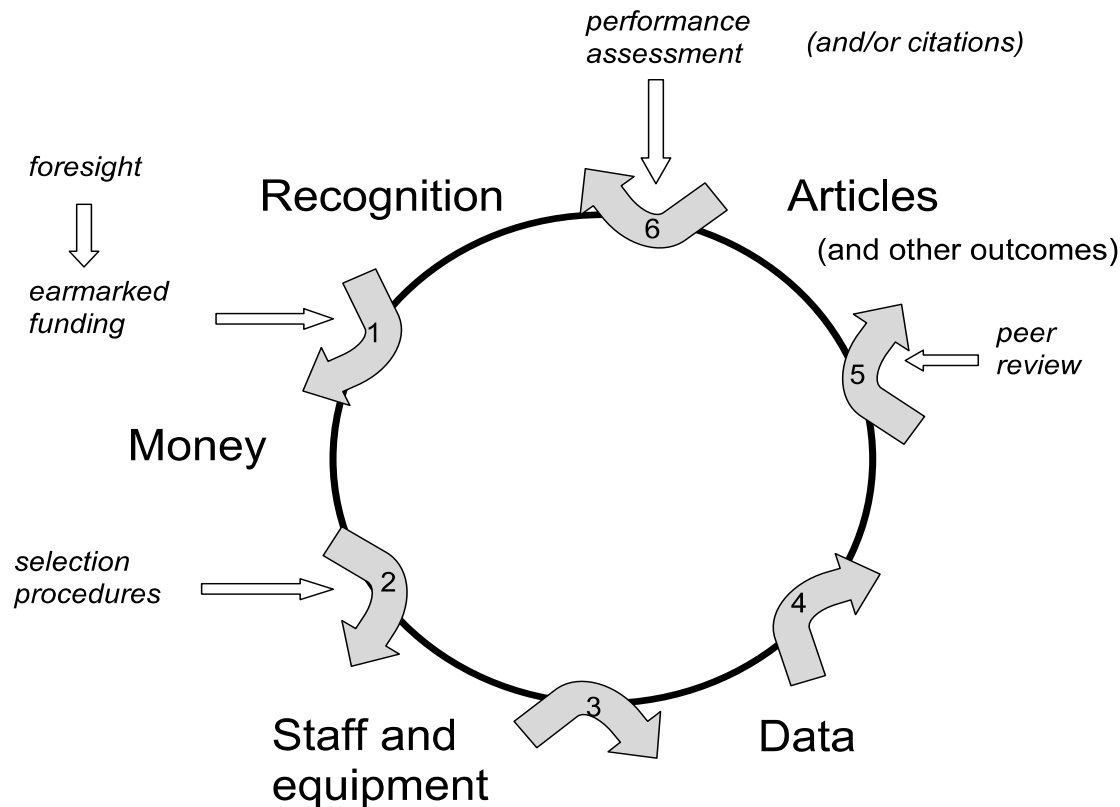 performance
assessment
(and/or citations)
foresight
Recognition
Articles
(and other outcomes)
6
earmarked
funding
1
peer
review
5
Money
selection
procedures
2
4
3
Staff and
equipment
Data